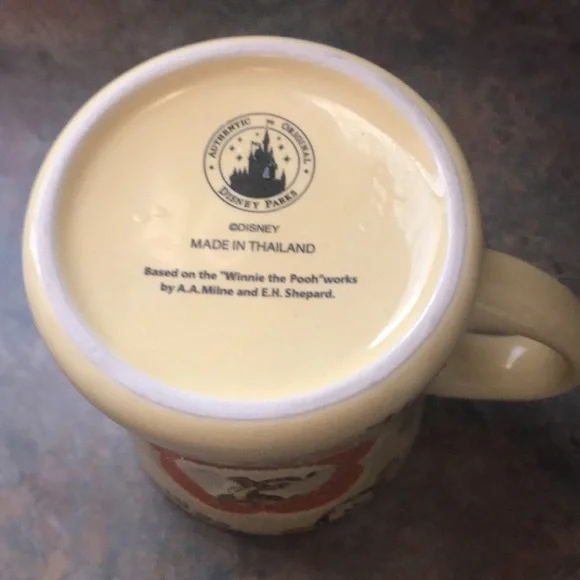 AUTHENTIC ORIGINAL
DISNEY PARKS
©DISNEY
MADE IN THAILAND
Based on the "Winnie the Pooh"works
by A.A.Milne and E.H. Shepard.